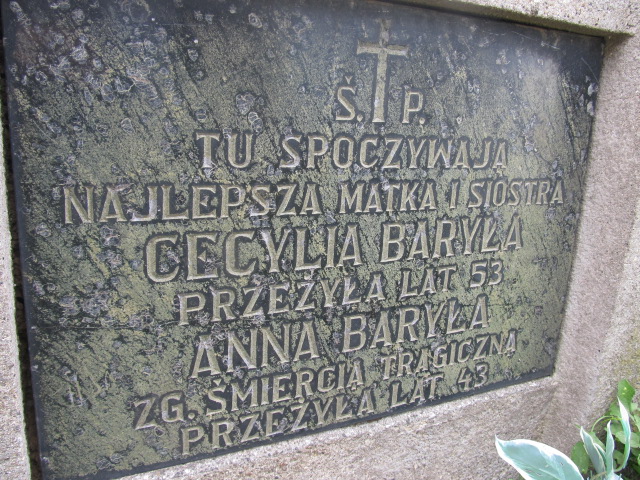 Ś. P.
TU SPOCZYWAJĄ
NAJLEPSZA MATKA I SIOSTRA
CECYLIA BARYŁA
PRZEŻYŁA LAT 53
ANNA BARYŁA
ZG. ŚMIERCIĄ TRAGICZNĄ
PRZEŻYŁA LAT 43